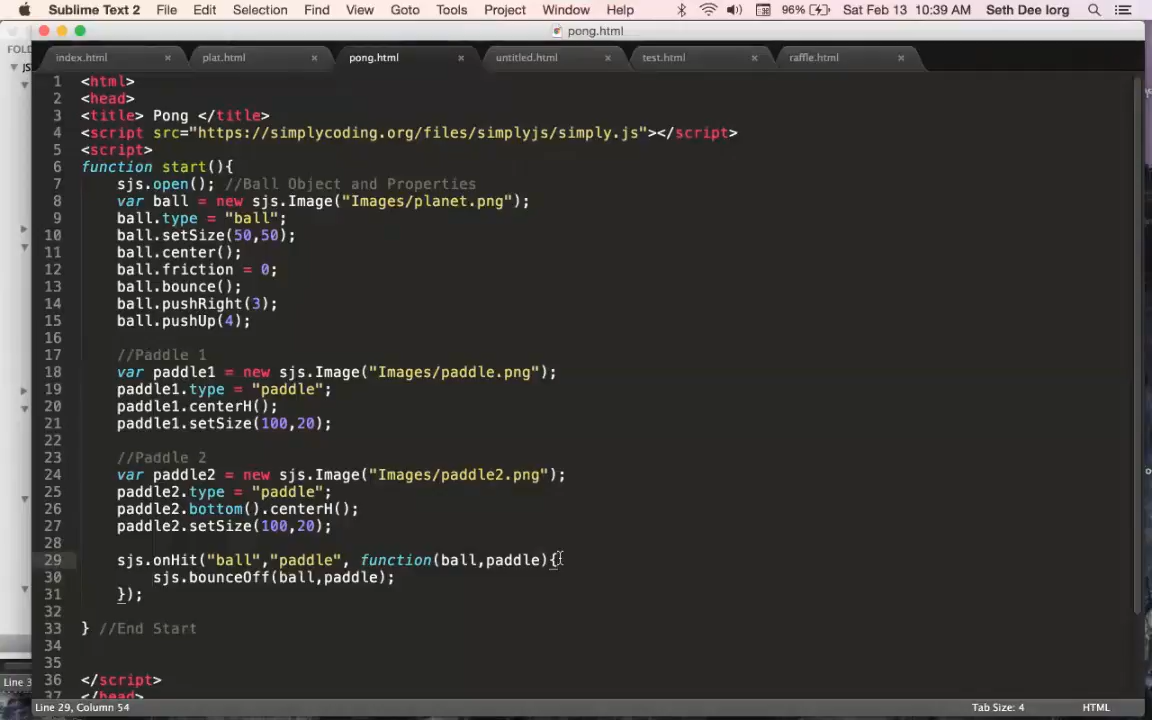 Sublime Text 2 File Edit Selection Find View Goto Tools Project Window Help 96% Sat Feb 13 10:39 AM Seth Dee Iorg
pong.html
FOLD
index.html × plat.html × pong.html × untitled.html × test.html × raffle.html ×
1 <html>
2 <head>
3 <title> Pong </title>
4 <script src="https://simplycoding.org/files/simplyjs/simply.js"></script>
5 <script>
6 function start(){
7 sjs.open(); //Ball Object and Properties
8 var ball = new sjs.Image("Images/planet.png");
9 ball.type = "ball";
10 ball.setSize(50,50);
11 ball.center();
12 ball.friction = 0;
13 ball.bounce();
14 ball.pushRight(3);
15 ball.pushUp(4);
16
17 //Paddle 1
18 var paddle1 = new sjs.Image("Images/paddle.png");
19 paddle1.type = "paddle";
20 paddle1.centerH();
21 paddle1.setSize(100,20);
22
23 //Paddle 2
24 var paddle2 = new sjs.Image("Images/paddle2.png");
25 paddle2.type = "paddle";
26 paddle2.bottom().centerH();
27 paddle2.setSize(100,20);
28
29 sjs.onHit("ball","paddle", function(ball,paddle){
30 sjs.bounceOff(ball,paddle);
31 });
32
33 } //End Start
34
35
36 </script>
37 </head>
Line 3 Line 29, Column 54 Tab Size: 4 HTML